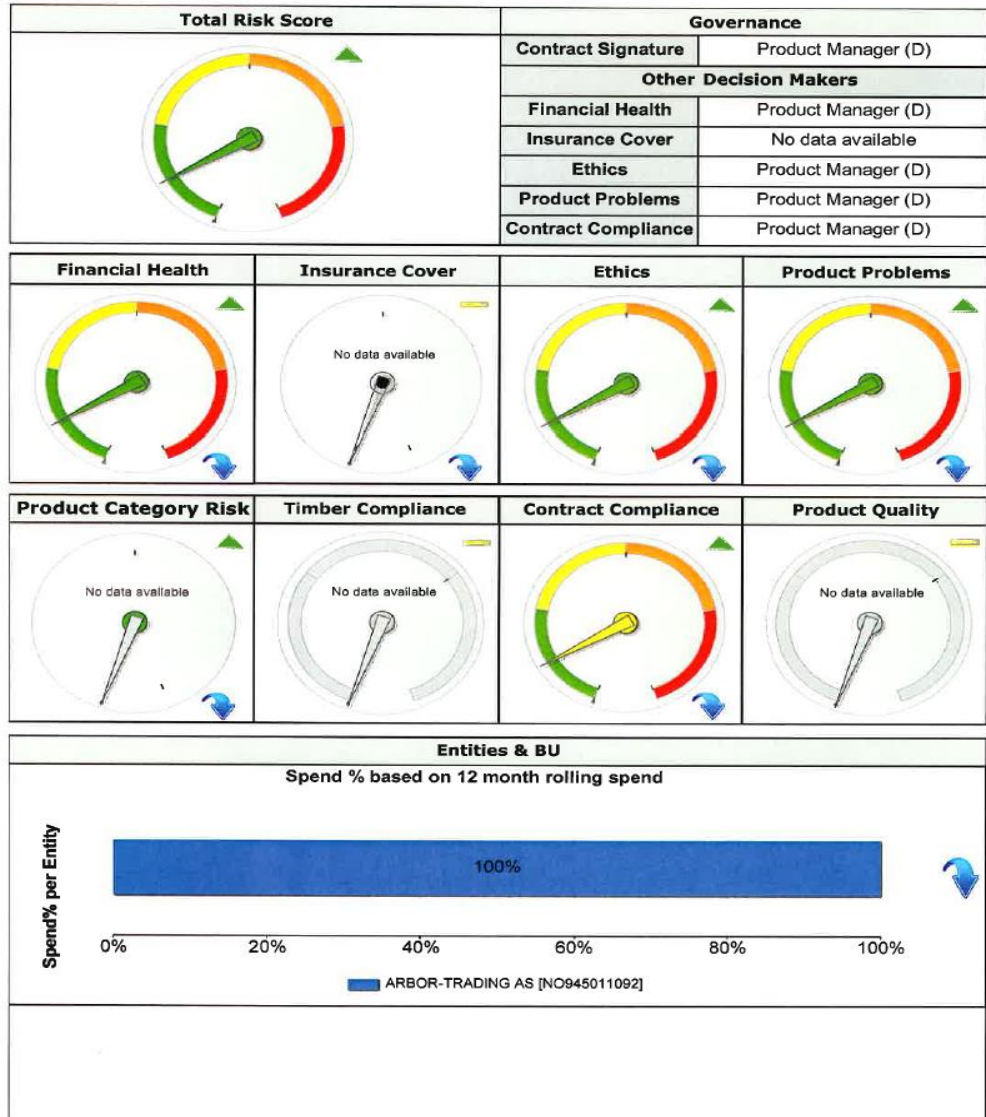 Total Risk Score
Governance
Contract Signature Product Manager (D)
Other Decision Makers
Financial Health Product Manager (D)
Insurance Cover No data available
Ethics Product Manager (D)
Product Problems Product Manager (D)
Contract Compliance Product Manager (D)
Financial Health Insurance Cover Ethics Product Problems
No data available
Product Category Risk Timber Compliance Contract Compliance Product Quality
No data available No data available No data available
Entities & BU
Spend % based on 12 month rolling spend
Spend% per Entity
100%
0% 20% 40% 60% 80% 100%
ARBOR-TRADING AS [NO945011092]